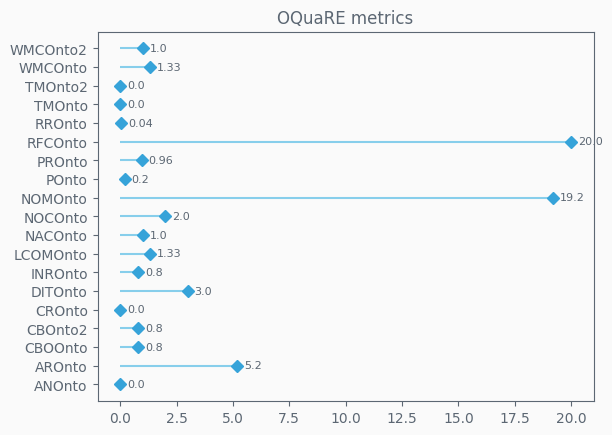 OQuaRE metrics
WMCOnto2 1.0
WMCOnto 1.33
TMOnto2 0.0
TMOnto 0.0
RROnto 0.04
RFCOnto 20.0
PROnto 0.96
POnto 0.2
NOMOnto 19.2
NOCOnto 2.0
NACOnto 1.0
LCOMOnto 1.33
INROnto 0.8
DITOnto 3.0
CROnto 0.0
CBOnto2 0.8
CBOOnto 0.8
AROnto 5.2
ANOnto 0.0
0.0 2.5 5.0 7.5 10.0 12.5 15.0 17.5 20.0